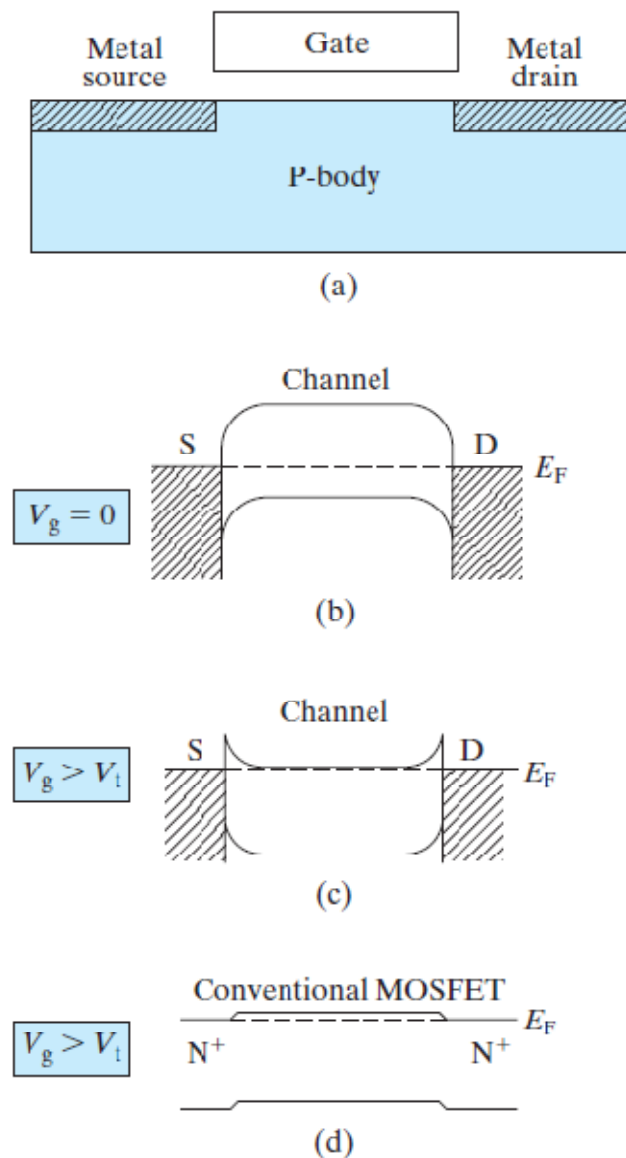 Metal source
Gate
Metal drain
P-body
(a)
Channel
S
D
E_F
V_g = 0
(b)
Channel
S
D
E_F
V_g > V_t
(c)
Conventional MOSFET
E_F
V_g > V_t
N⁺
N⁺
(d)